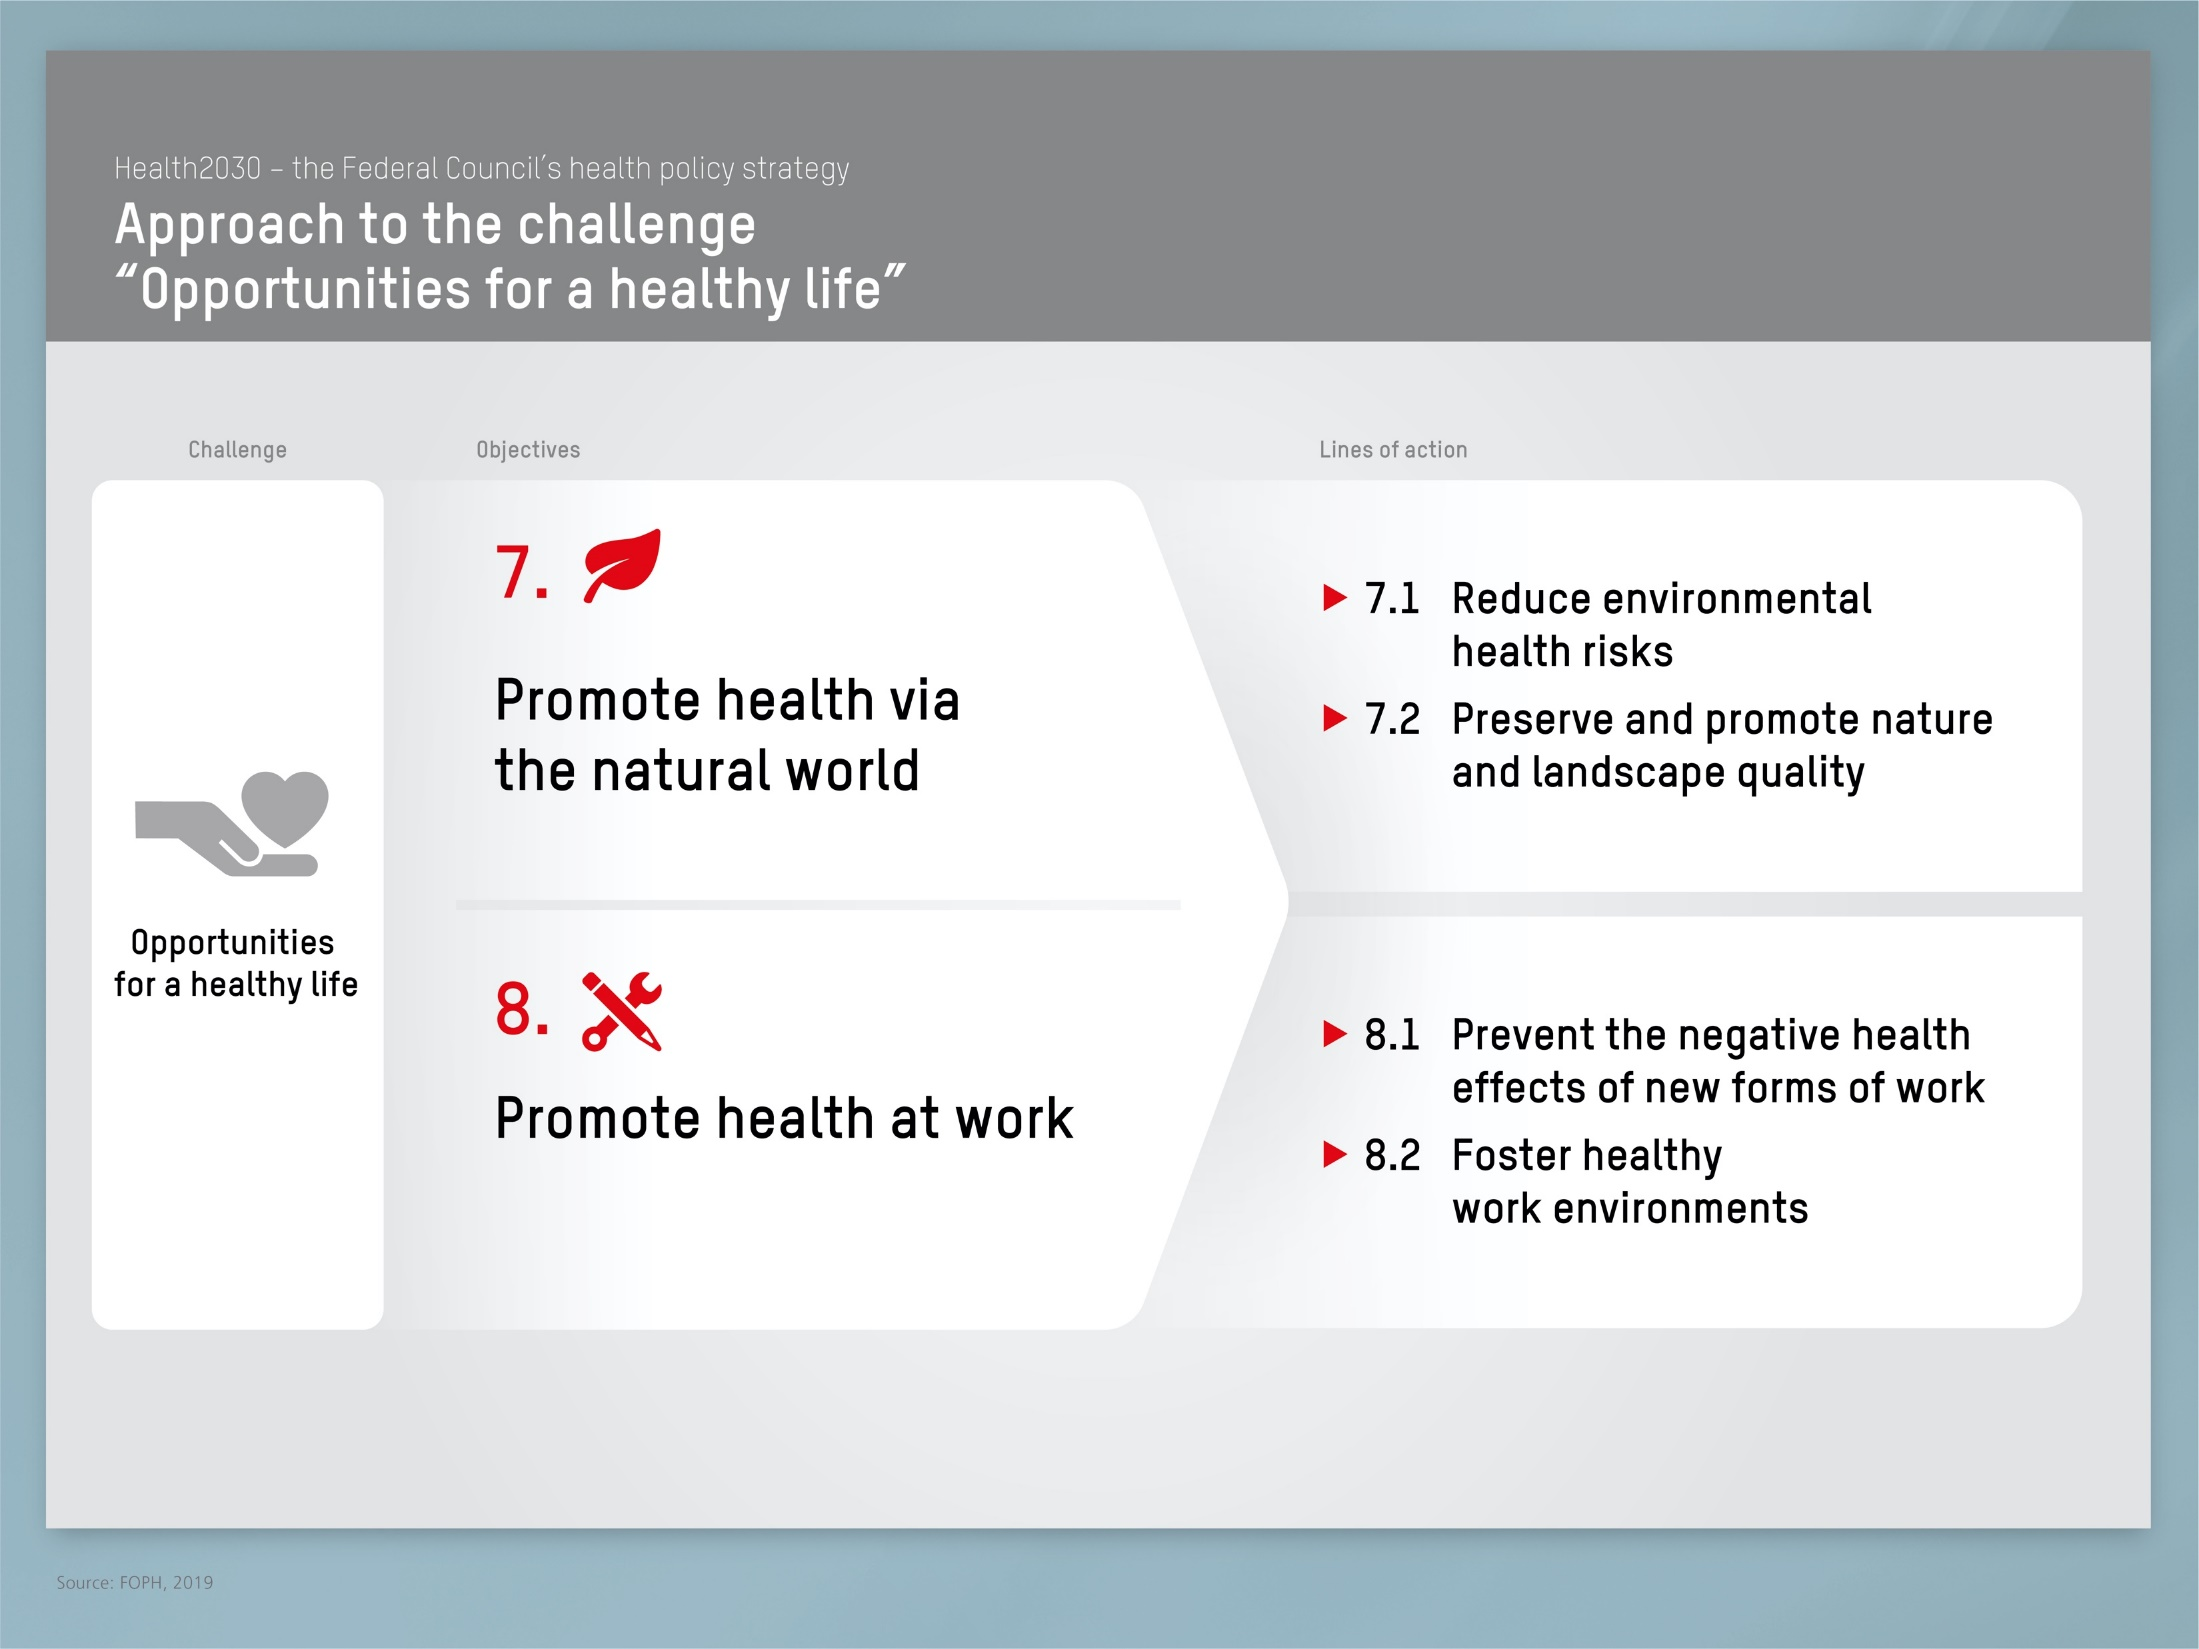 Health2030 – the Federal Council's health policy strategy
Approach to the challenge
“Opportunities for a healthy life”
Challenge
Objectives
Lines of action
Opportunities
for a healthy life
7.
Promote health via
the natural world
7.1 Reduce environmental
health risks
7.2 Preserve and promote nature
and landscape quality
8.
Promote health at work
8.1 Prevent the negative health
effects of new forms of work
8.2 Foster healthy
work environments
Source: FOPH, 2019